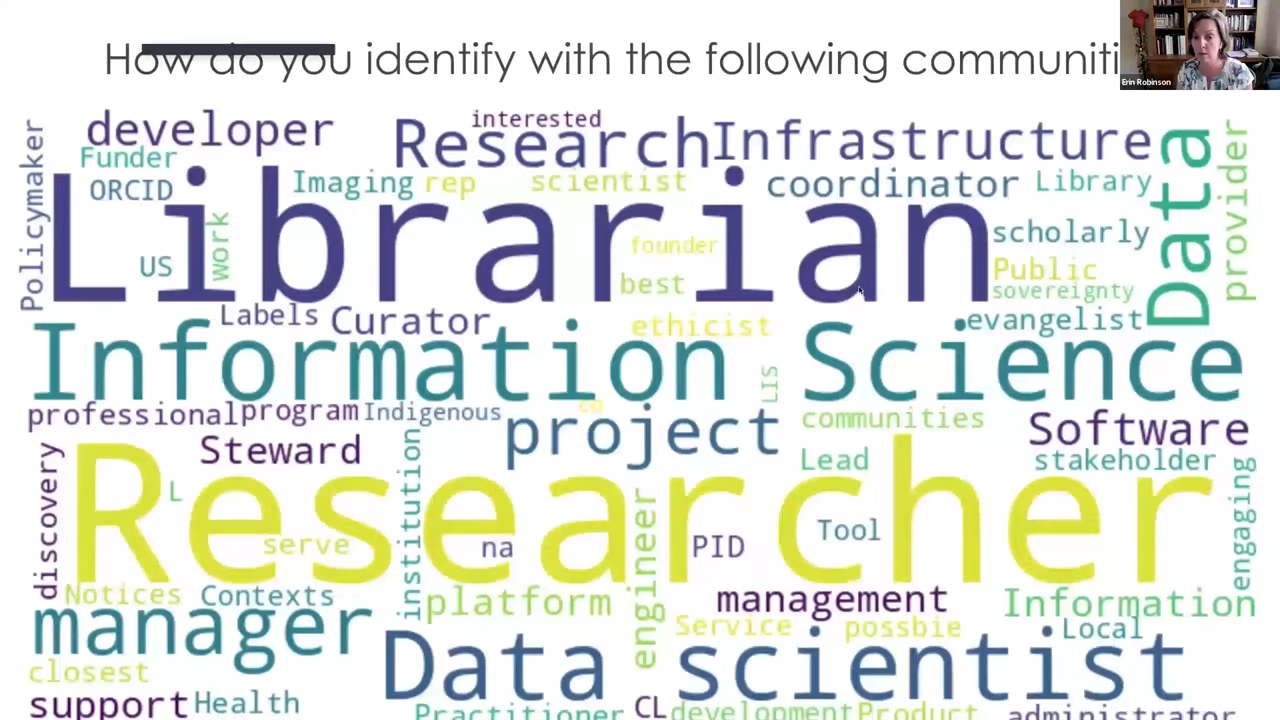 How do you identify with the following communiti
Erin Robinson
Policymaker
developer
Funder
ORCID
US
work
interested
Research
Infrastructure
Imaging
rep
scientist
coordinator
Library
Data
provider
Librarian
founder
best
scholarly
Public
sovereignty
Labels
Curator
ethicist
evangelist
Information Science
LIS
professional
program
Indigenous
co
project
communities
Software
Steward
Lead
stakeholder
discovery
L
Researcher
institution
serve
na
PID
Tool
engaging
engineer
Notices
Contexts
platform
management
Information
manager
Service
possbie
Local
closest
Data scientist
support
Health
Practitioner
CL
development
Product
administrator